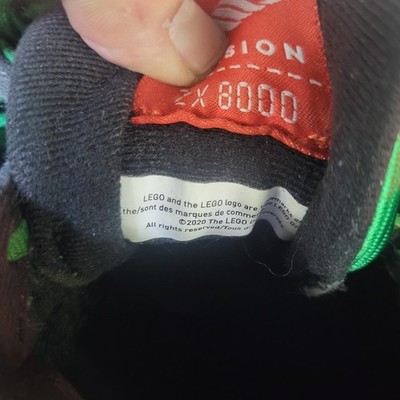 SION
ZX 8000
LEGO and the LEGO logo are
the/sont des marques de comme
©2020 The LEGO
All rights reserved/Tous d